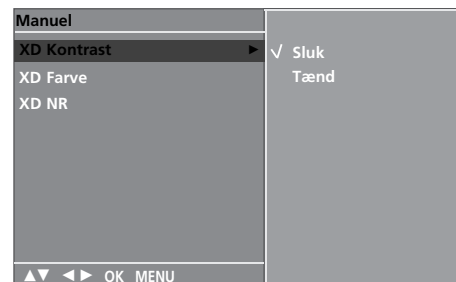 Manuel
XD Kontrast ►
XD Farve
XD NR
√ Sluk
Tænd
▲▼ ◄► OK MENU